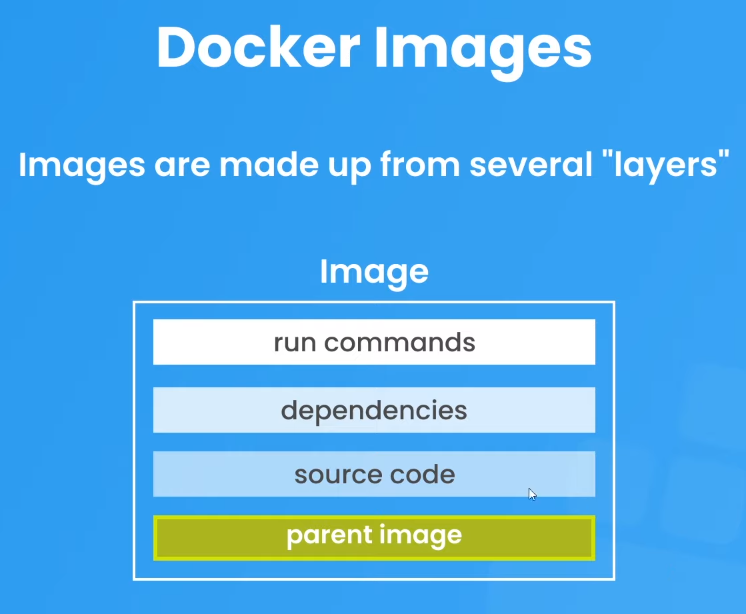 Docker Images
Images are made up from several "layers"
Image
run commands
dependencies
source code
parent image